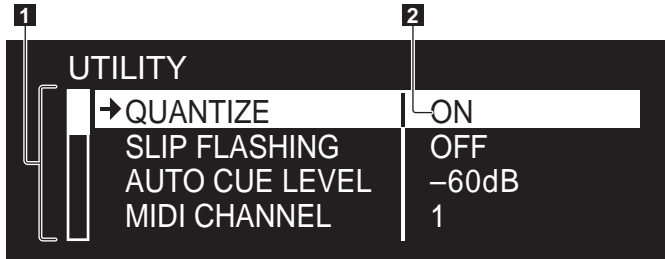 1 2
UTILITY
→QUANTIZE ON
SLIP FLASHING OFF
AUTO CUE LEVEL –60dB
MIDI CHANNEL 1